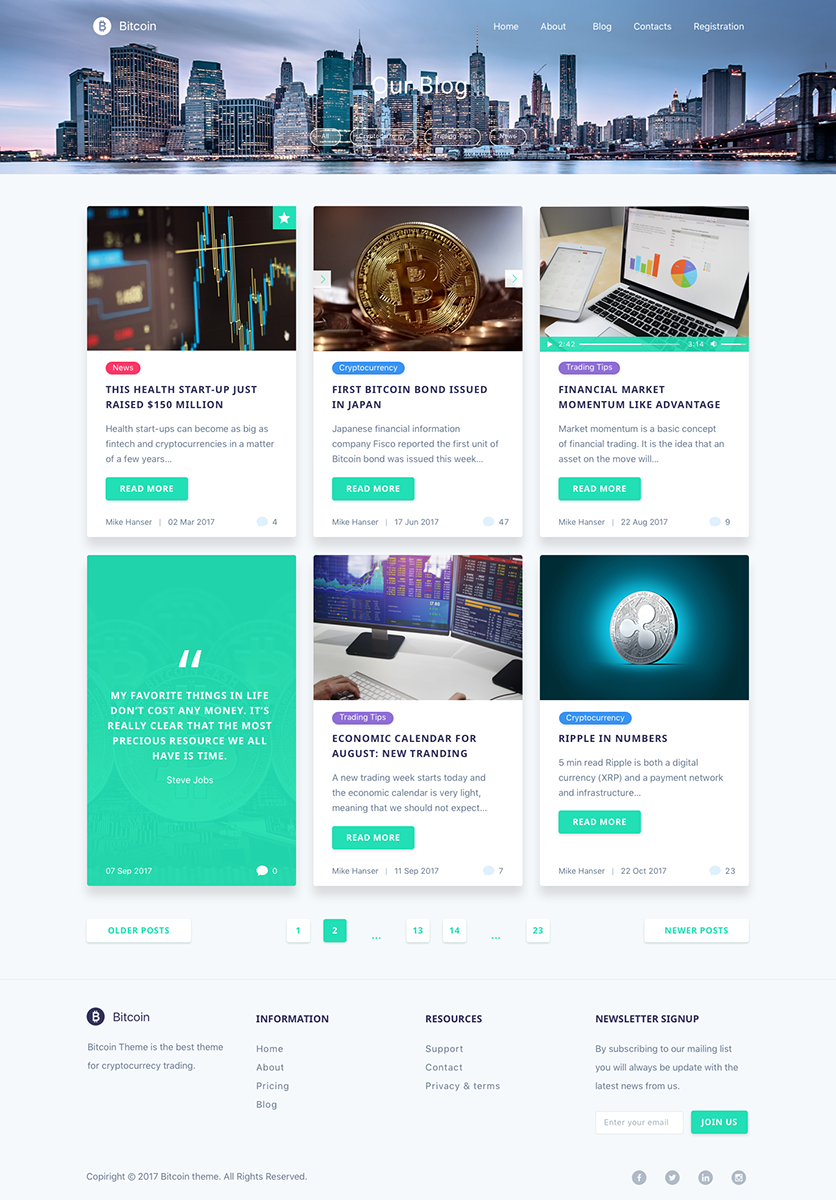 Bitcoin
Home About Blog Contacts Registration
Our Blog
All Cryptocurrency Trading Tips News
News
THIS HEALTH START-UP JUST
RAISED $150 MILLION
Health start-ups can become as big as
fintech and cryptocurrencies in a matter
of a few years...
READ MORE
Mike Hanser | 02 Mar 2017 4
Cryptocurrency
FIRST BITCOIN BOND ISSUED
IN JAPAN
Japanese financial information
company Fisco reported the first unit of
Bitcoin bond was issued this week...
READ MORE
Mike Hanser | 17 Jun 2017 47
2:42 3:14
Trading Tips
FINANCIAL MARKET
MOMENTUM LIKE ADVANTAGE
Market momentum is a basic concept
of financial trading. It is the idea that an
asset on the move will...
READ MORE
Mike Hanser | 22 Aug 2017 9
“
MY FAVORITE THINGS IN LIFE
DON'T COST ANY MONEY. IT'S
REALLY CLEAR THAT THE MOST
PRECIOUS RESOURCE WE ALL
HAVE IS TIME.
Steve Jobs
07 Sep 2017 0
Trading Tips
ECONOMIC CALENDAR FOR
AUGUST: NEW TRANDING
A new trading week starts today and
the economic calendar is very light,
meaning that we should not expect...
READ MORE
Mike Hanser | 11 Sep 2017 7
Cryptocurrency
RIPPLE IN NUMBERS
5 min read Ripple is both a digital
currency (XRP) and a payment network
and infrastructure...
READ MORE
Mike Hanser | 22 Oct 2017 23
OLDER POSTS 1 2 ... 13 14 ... 23 NEWER POSTS
Bitcoin
Bitcoin Theme is the best theme
for cryptocurrecy trading.
INFORMATION
Home
About
Pricing
Blog
RESOURCES
Support
Contact
Privacy & terms
NEWSLETTER SIGNUP
By subscribing to our mailing list
you will always be update with the
latest news from us.
Enter your email JOIN US
Copiright © 2017 Bitcoin theme. All Rights Reserved.